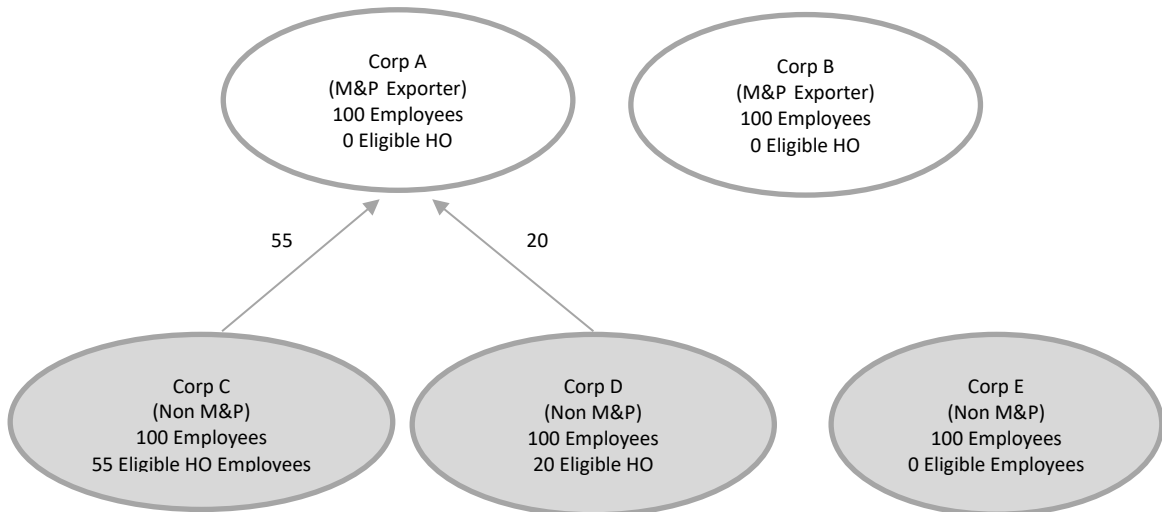 Corp A
(M&P Exporter)
100 Employees
0 Eligible HO
Corp B
(M&P Exporter)
100 Employees
0 Eligible HO
55
20
Corp C
(Non M&P)
100 Employees
55 Eligible HO Employees
Corp D
(Non M&P)
100 Employees
20 Eligible HO
Corp E
(Non M&P)
100 Employees
0 Eligible Employees